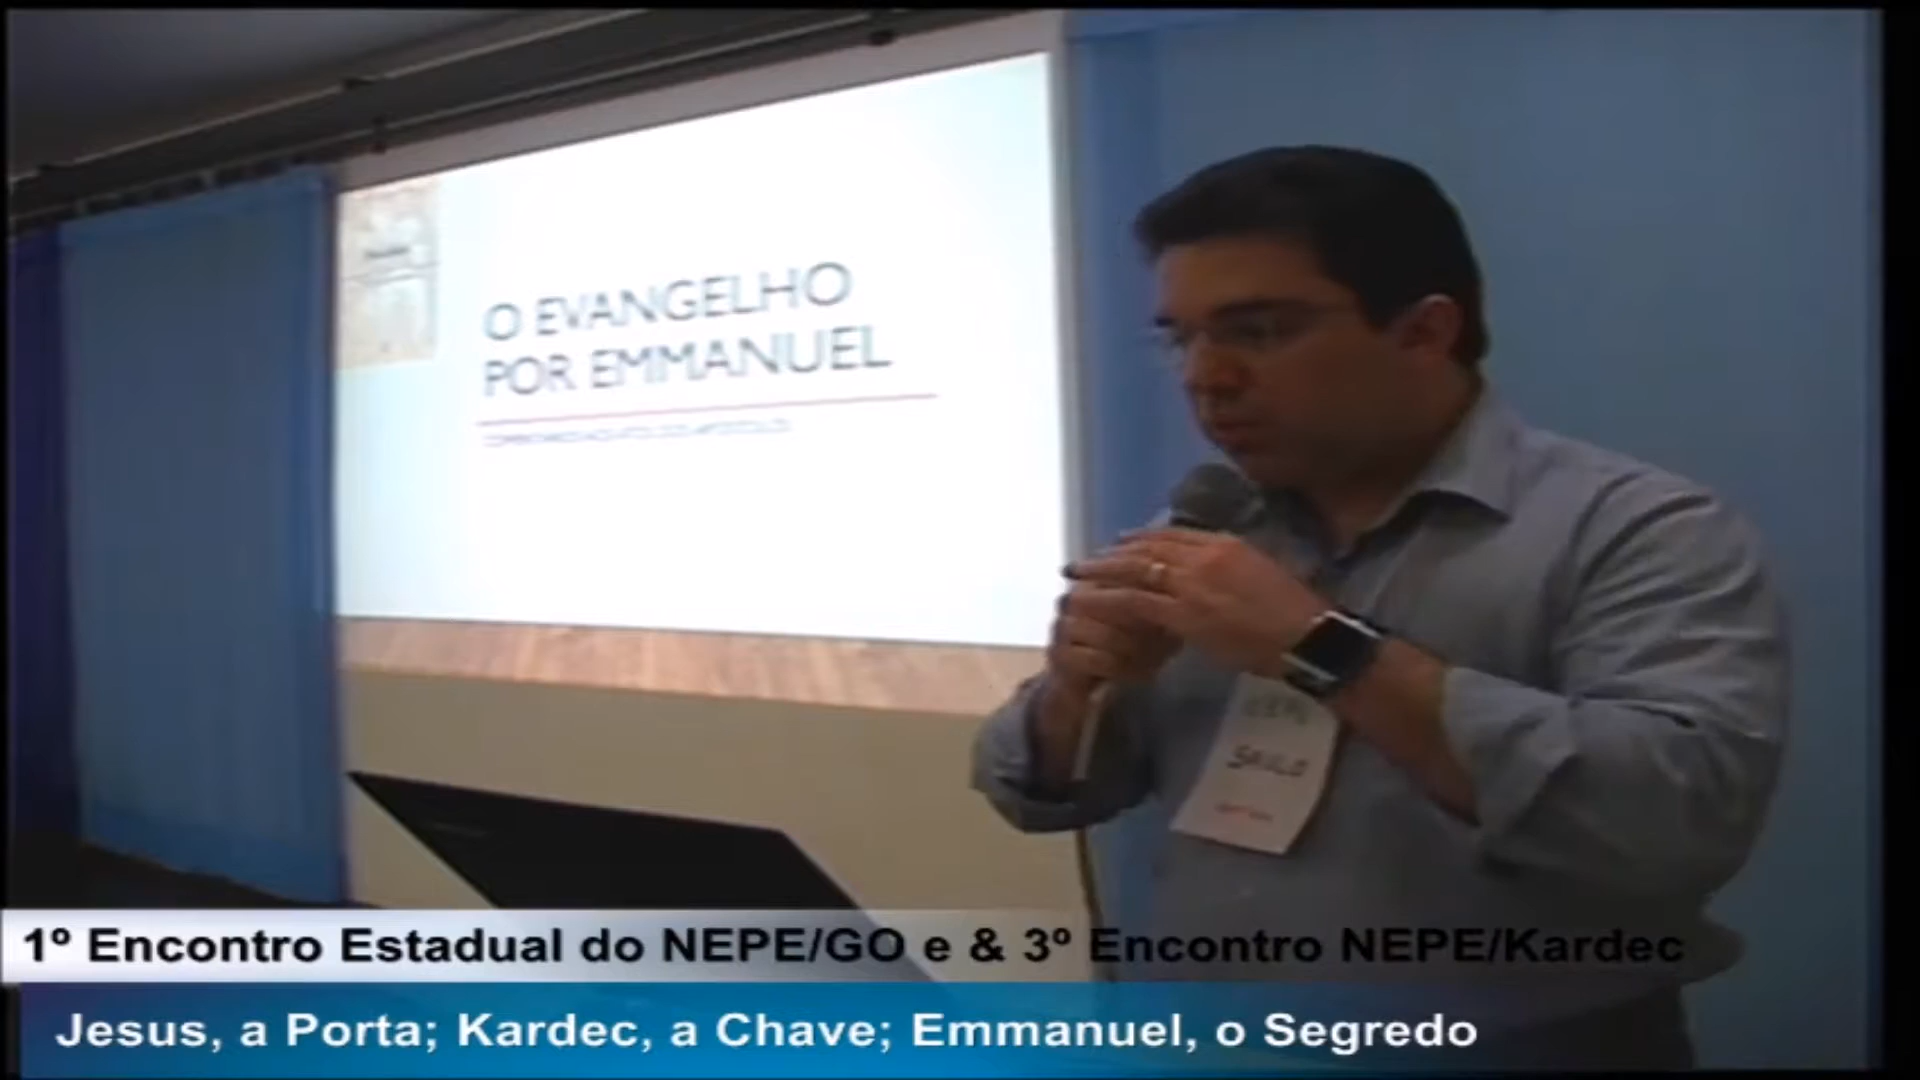 O EVANGELHO
POR EMMANUEL
SAULO
1º Encontro Estadual do NEPE/GO e & 3º Encontro NEPE/Kardec
Jesus, a Porta; Kardec, a Chave; Emmanuel, o Segredo